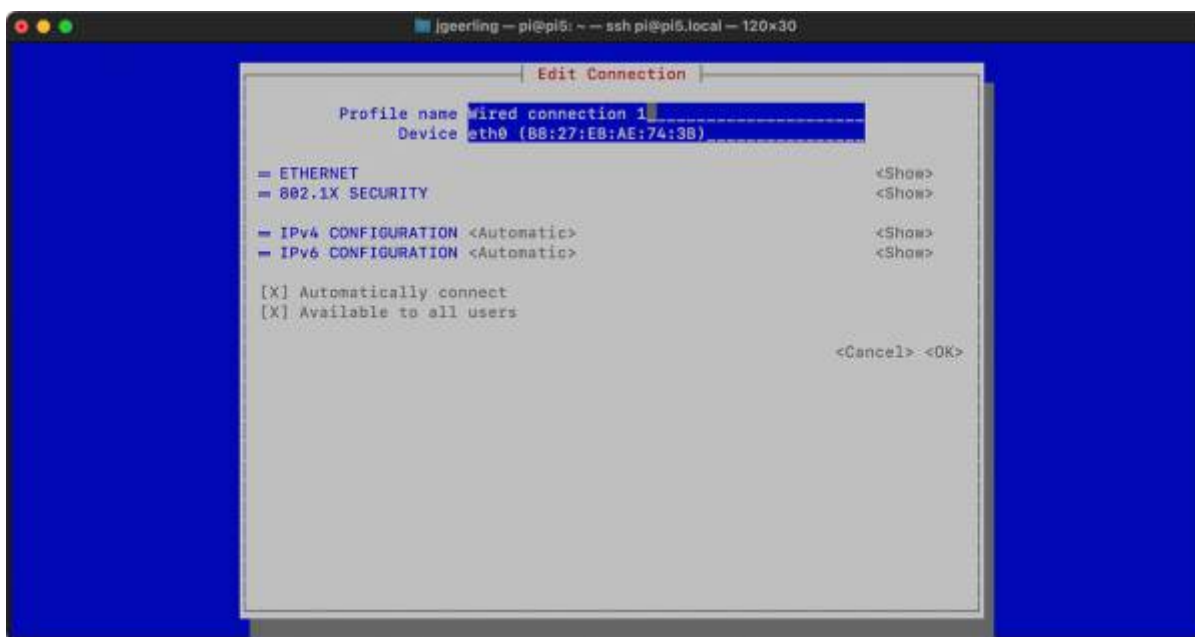 jgeerling — pi@pi5: ~ — ssh pi@pi5.local — 120×30
Edit Connection
Profile name Wired connection 1
Device eth0 (B8:27:EB:AE:74:3B)
ETHERNET <Show>
802.1X SECURITY <Show>
IPv4 CONFIGURATION <Automatic> <Show>
IPv6 CONFIGURATION <Automatic> <Show>
[X] Automatically connect
[X] Available to all users
<Cancel> <OK>